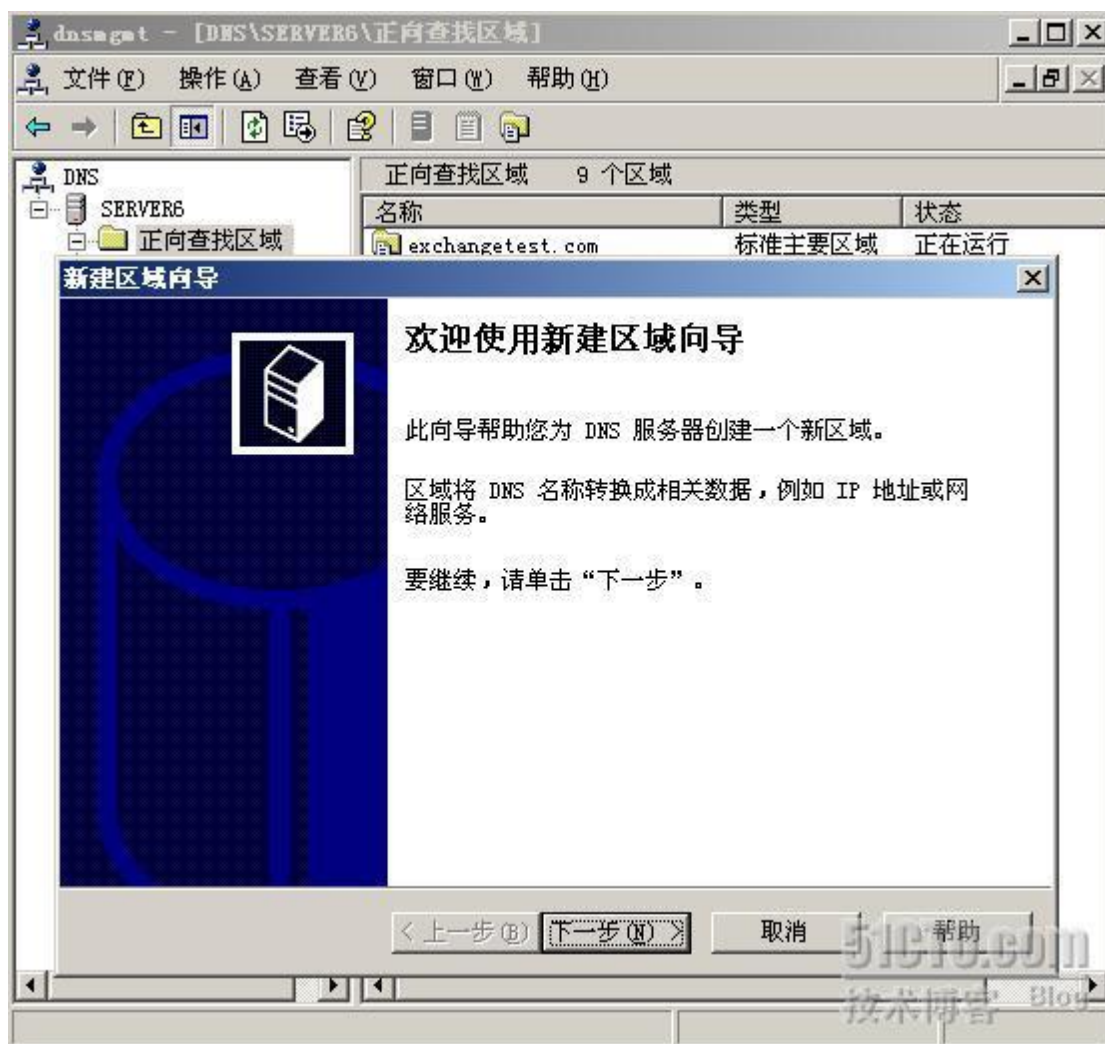 dnsmgmt - [DNS\SERVER6\正向查找区域]
文件(F) 操作(A) 查看(V) 窗口(W) 帮助(H)
DNS
SERVER6
正向查找区域
正向查找区域 9 个区域
名称 类型 状态
exchangetest.com 标准主要区域 正在运行
新建区域向导
欢迎使用新建区域向导
此向导帮助您为 DNS 服务器创建一个新区域。
区域将 DNS 名称转换成相关数据，例如 IP 地址或网
络服务。
要继续，请单击“下一步”。
< 上一步(B) 下一步(N) > 取消 帮助
51CTO.com
技术博客 Blog